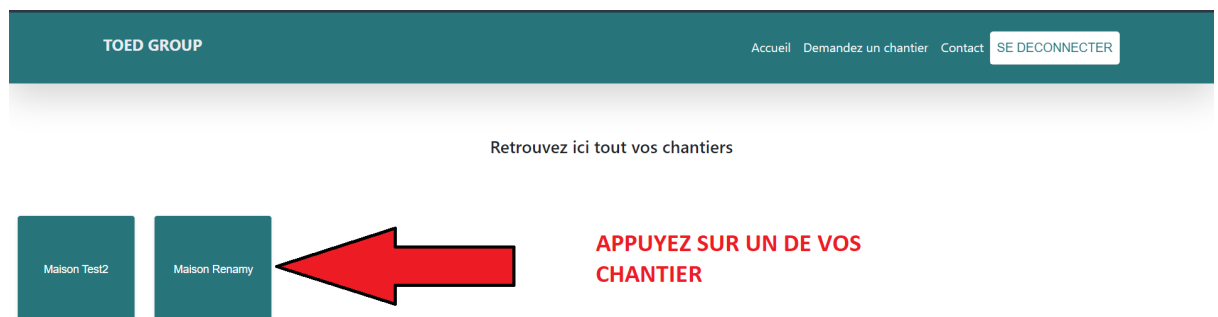 TOED GROUP
Accueil Demandez un chantier Contact SE DECONNECTER
Retrouvez ici tout vos chantiers
Maison Test2
Maison Renamy
APPUYEZ SUR UN DE VOS
CHANTIER